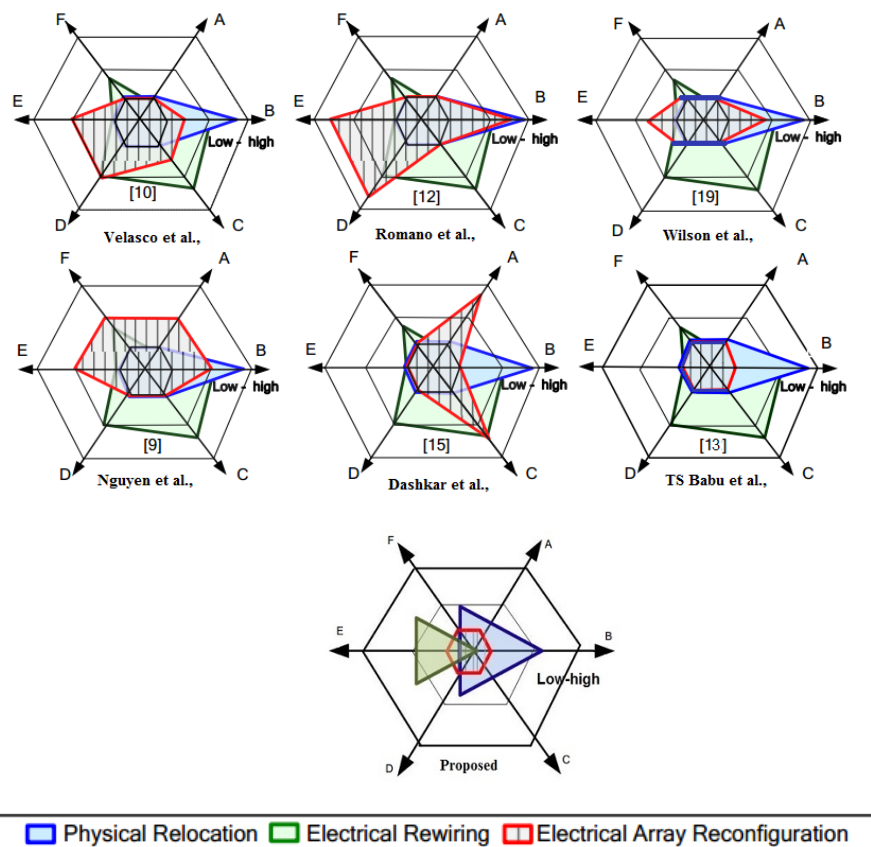 F A F A F A
E B E B E B
Low - high Low - high Low - high
[10] [12] [19]
D C D C D C
Velasco et al., Romano et al., Wilson et al.,
F A F A F A
E B E B E B
Low - high Low - high Low - high
[9] [15] [13]
D C D C D C
Nguyen et al., Dashkar et al., TS Babu et al.,
F A
E B
Low-high
D Proposed C
Physical Relocation Electrical Rewiring Electrical Array Reconfiguration